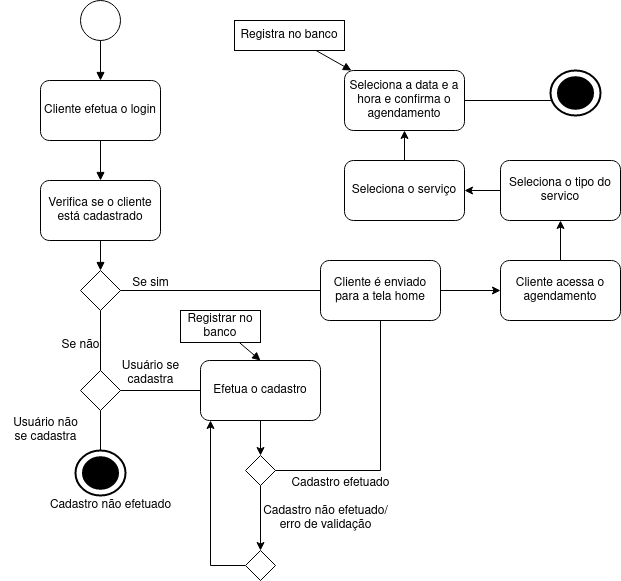 Registra no banco
Seleciona a data e a
hora e confirma o
agendamento
Cliente efetua o login
Verifica se o cliente
está cadastrado
Seleciona o serviço
Seleciona o tipo do
servico
Se sim
Cliente é enviado
para a tela home
Cliente acessa o
agendamento
Registrar no
banco
Se não
Usuário se
cadastra
Efetua o cadastro
Usuário não
se cadastra
Cadastro efetuado
Cadastro não efetuado
Cadastro não efetuado/
erro de validação